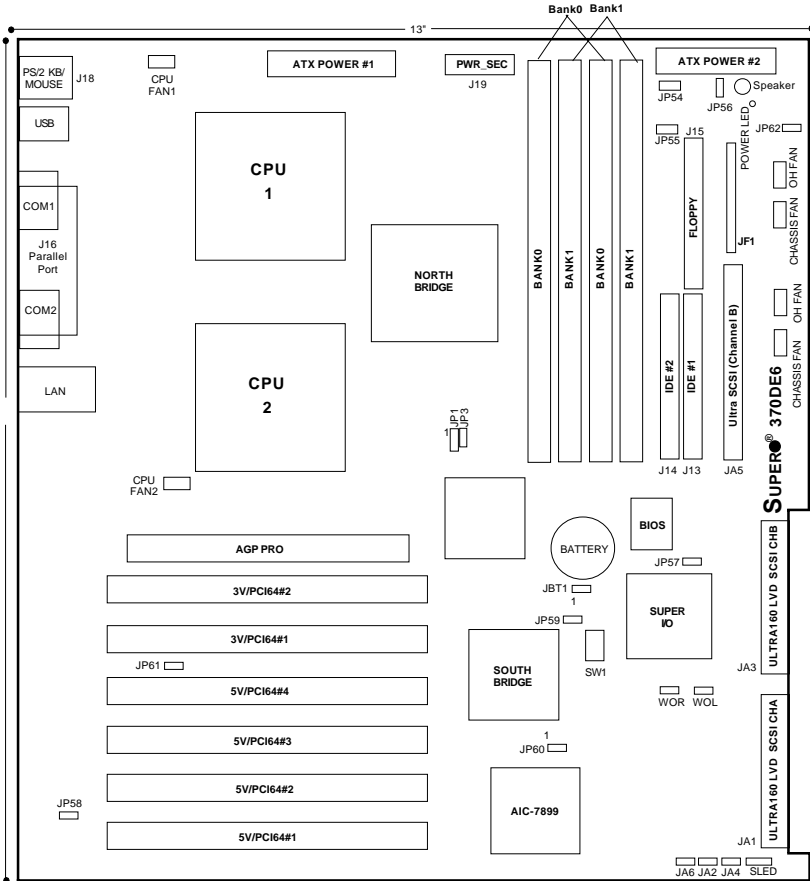 Bank0 Bank1
13"
PS/2 KB/
MOUSE
J18
CPU
FAN1
ATX POWER #1
PWR_SEC
J19
ATX POWER #2
JP54
JP56
Speaker
USB
POWER LED
JP55
J15
JP62
CPU
1
OH FAN
COM1
FLOPPY
CHASSIS FAN
J16
Parallel
Port
JF1
NORTH
BRIDGE
BANK0
BANK1
BANK0
BANK1
COM2
OH FAN
CPU
2
IDE #2
IDE #1
Ultra SCSI (Channel B)
CHASSIS FAN
LAN
SUPER® 370DE6
1
JP1
JP3
J14
J13
JA5
CPU
FAN2
BIOS
AGP PRO
BATTERY
JP57
ULTRA160 LVD SCSI CHB
3V/PCI64#2
JBT1
1
SUPER
I/O
3V/PCI64#1
JP59
JP61
SOUTH
BRIDGE
SW1
JA3
5V/PCI64#4
WOR
WOL
5V/PCI64#3
1
JP60
ULTRA160 LVD SCSI CHA
5V/PCI64#2
JP58
AIC-7899
5V/PCI64#1
JA1
JA6
JA2
JA4
SLED